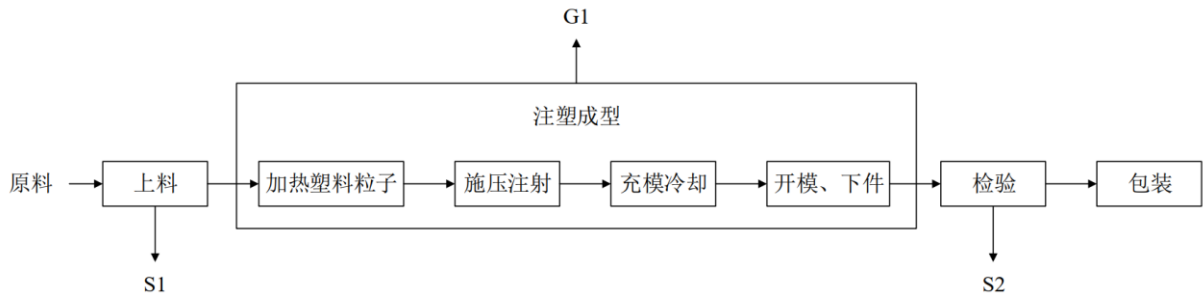 G1
注塑成型
原料
上料
加热塑料粒子
施压注射
充模冷却
开模、下件
检验
包装
S1
S2